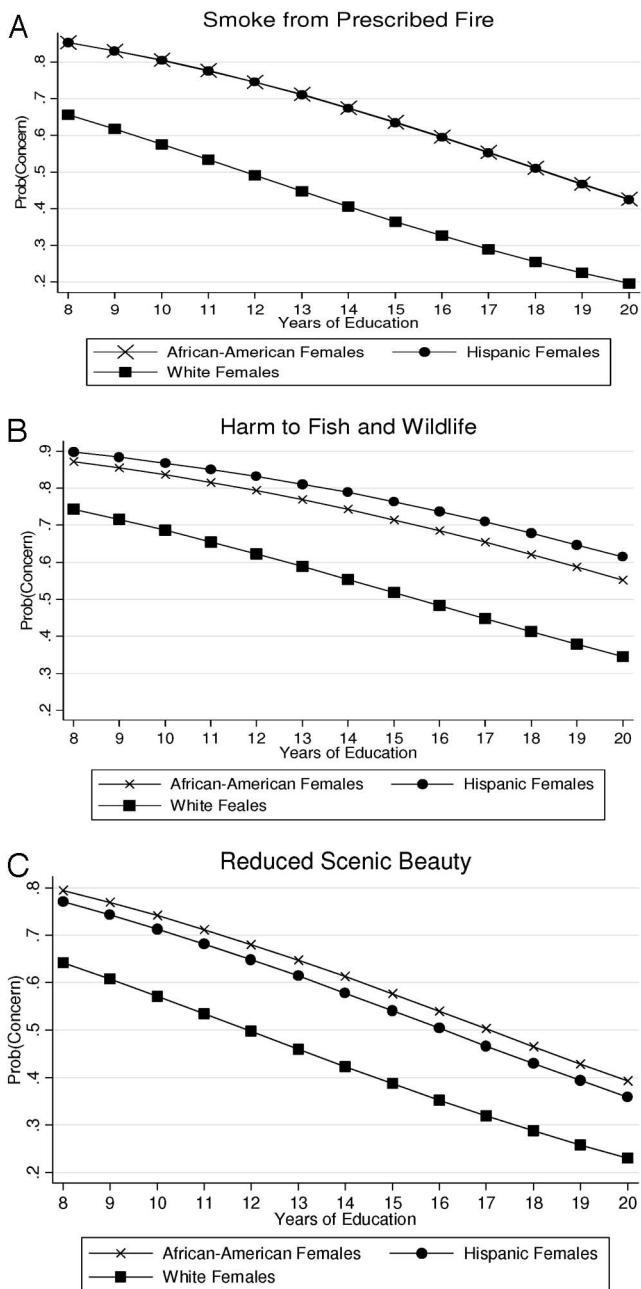 A
Smoke from Prescribed Fire
Prob(Concern)
.8
.7
.6
.5
.4
.3
.2
8 9 10 11 12 13 14 15 16 17 18 19 20
Years of Education
African-American Females Hispanic Females
White Females
B
Harm to Fish and Wildlife
Prob(Concern)
.9
.8
.7
.6
.5
.4
.3
.2
8 9 10 11 12 13 14 15 16 17 18 19 20
Years of Education
African-American Females Hispanic Females
White Feales
C
Reduced Scenic Beauty
Prob(Concern)
.8
.7
.6
.5
.4
.3
.2
8 9 10 11 12 13 14 15 16 17 18 19 20
Years of Education
African-American Females Hispanic Females
White Females